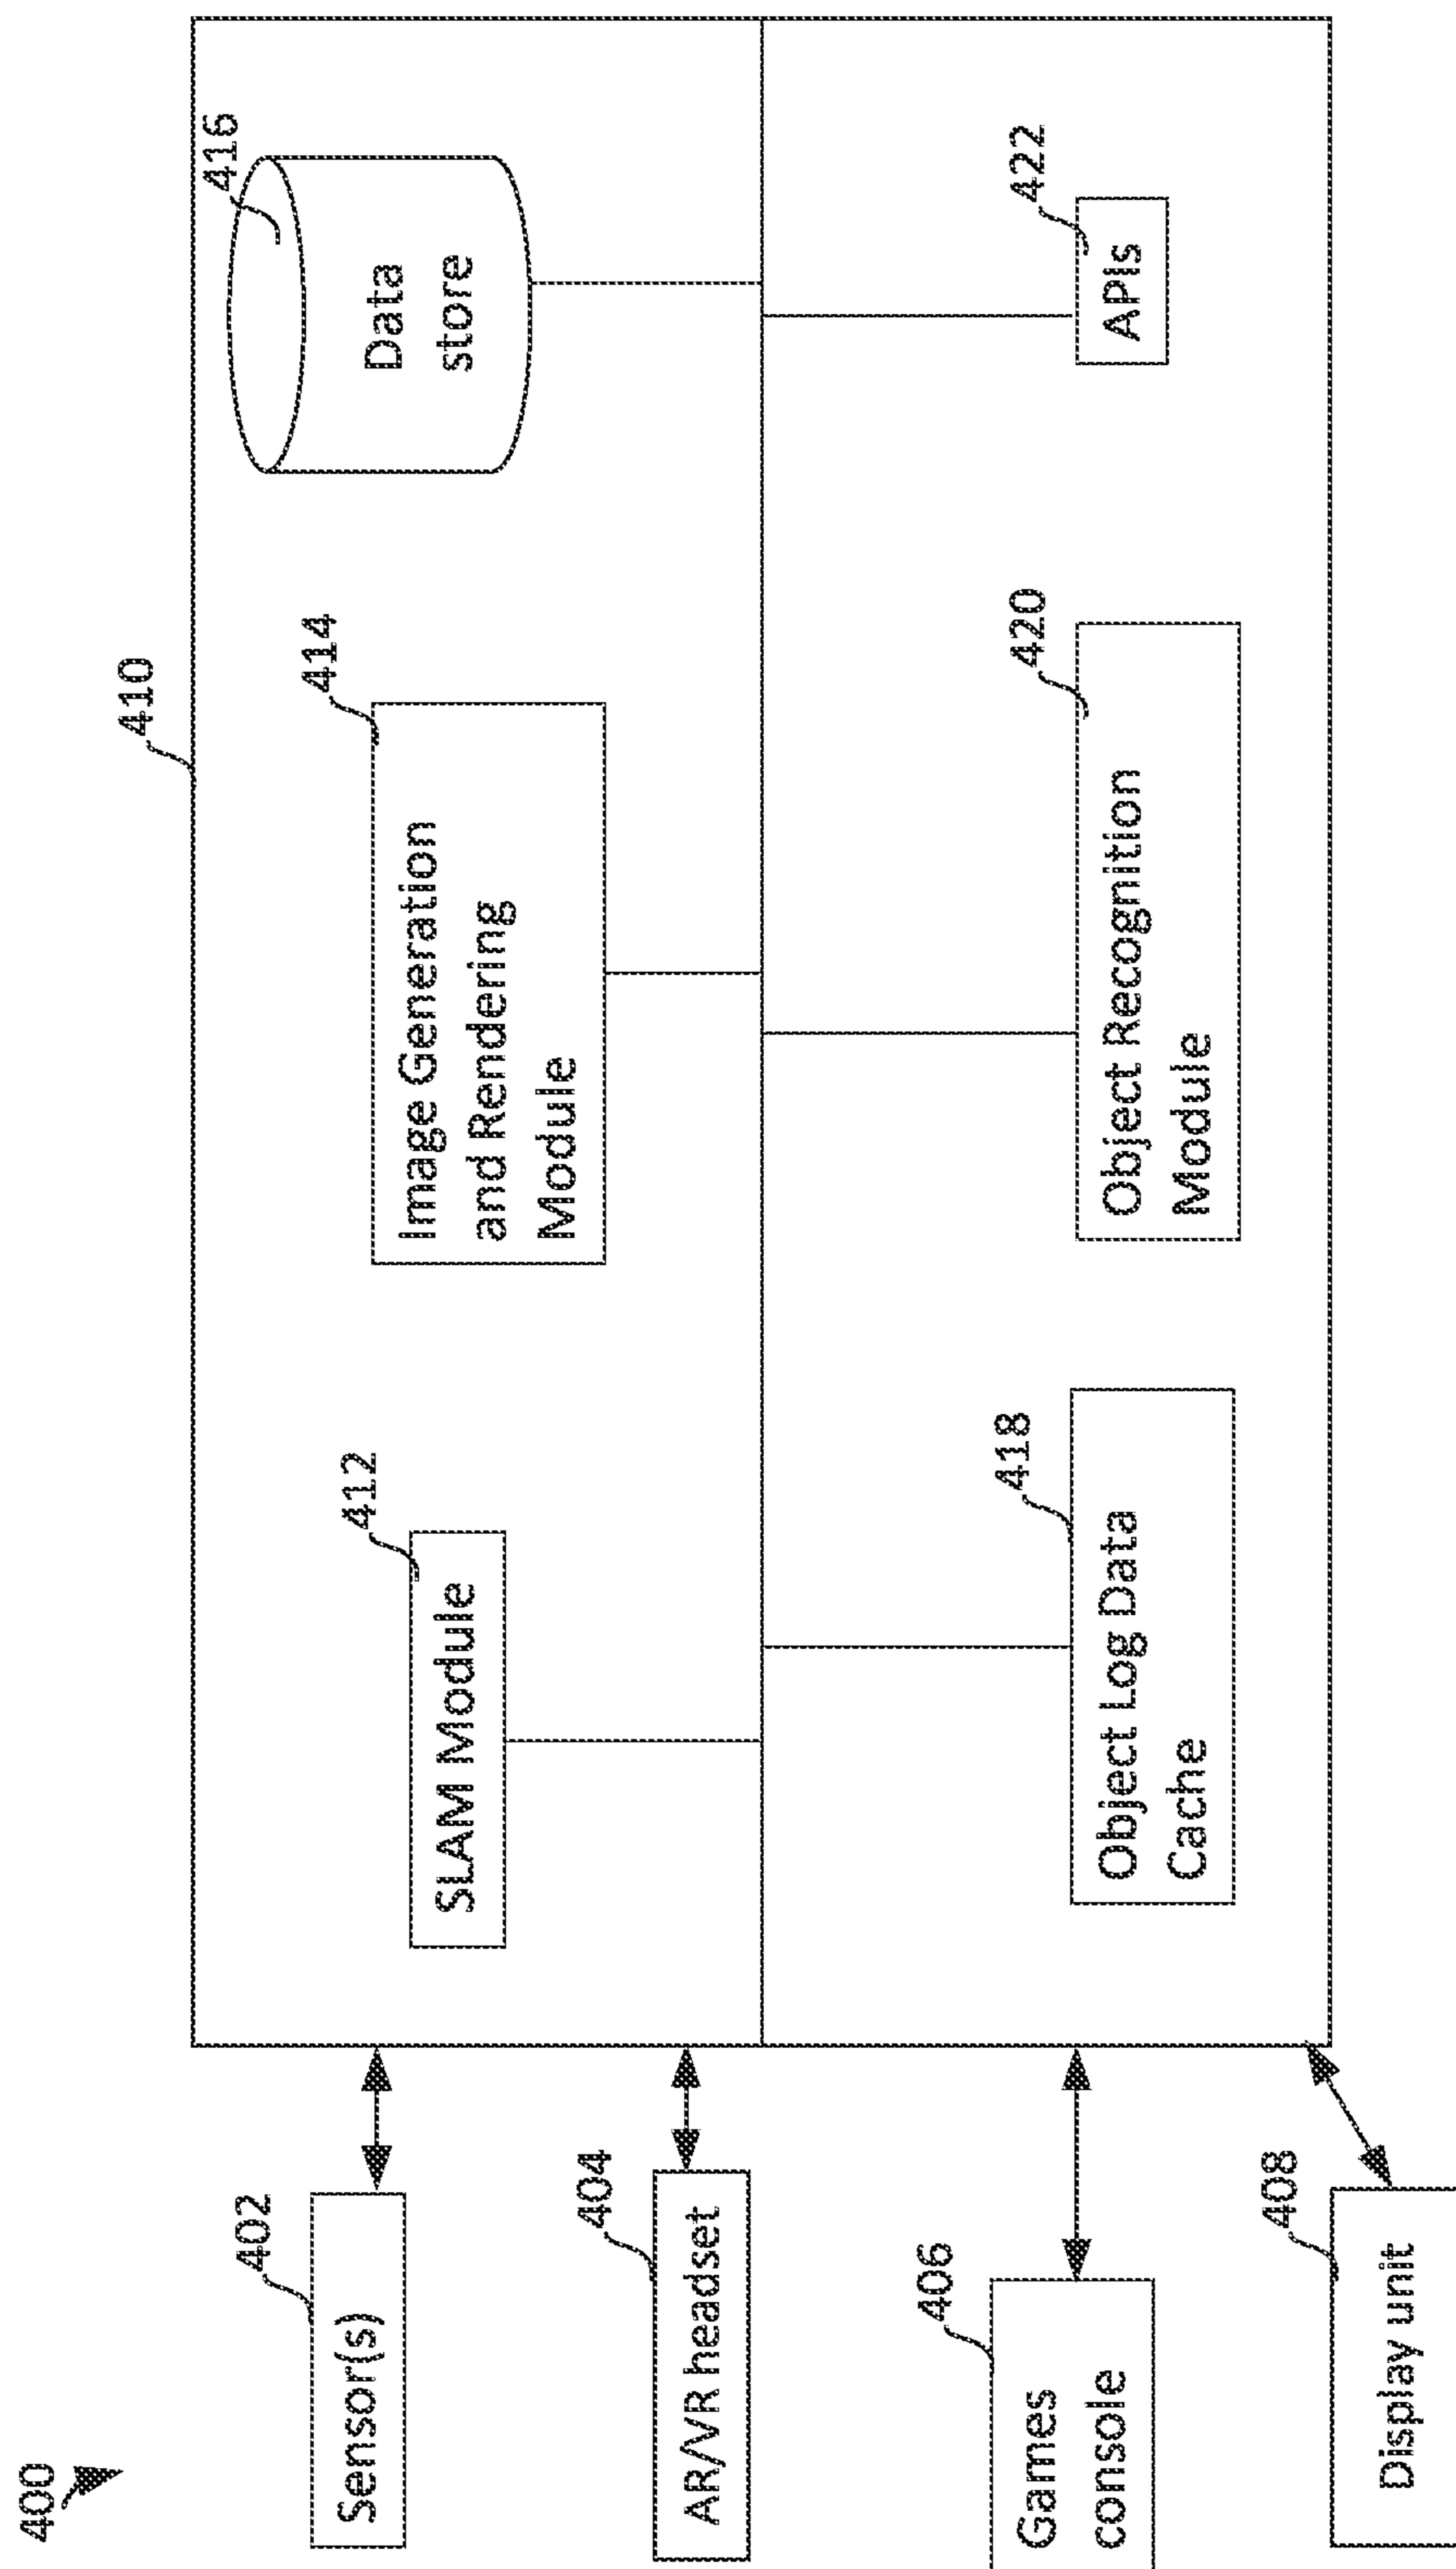 400
402
Sensor(s)
404
AR/VR headset
406
Games
console
408
Display unit
410
412
SLAM Module
414
Image Generation
and Rendering
Module
416
Data
store
418
Object Log Data
Cache
420
Object Recognition
Module
422
APIs